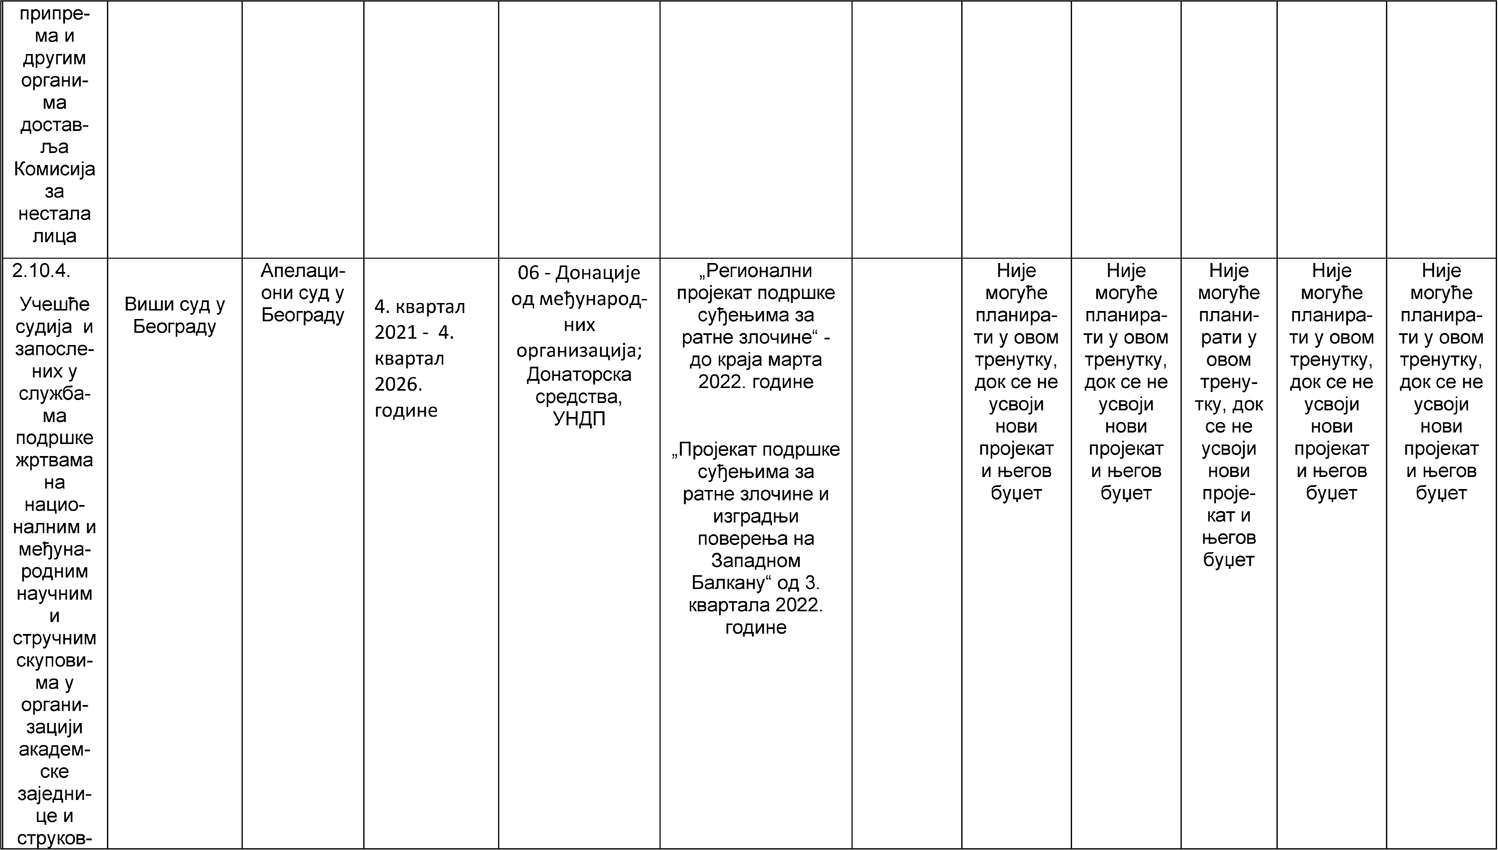 припре-
ма и
другим
органи-
ма
достав-
ља
Комисија
за
нестала
лица
2.10.4.
Учешће
судија и
запосле-
них у
служба-
ма
подршке
жртвама
на
нацио-
налним и
међуна-
родним
научним
и
стручним
скупови-
ма у
органи-
зацији
академ-
ске
заједни-
це и
струков-
Виши суд у
Београду
Апелаци-
они суд у
Београду
4. квартал
2021 - 4.
квартал
2026.
године
06 - Донације
од међународ-
них
организација;
Донаторска
средства,
УНДП
„Регионални
пројекат подршке
суђењима за
ратне злочине“ -
до краја марта
2022. године
„Пројекат подршке
суђењима за
ратне злочине и
изградњи
поверења на
Западном
Балкану“ од 3.
квартала 2022.
године
Није
могуће
планира-
ти у овом
тренутку,
док се не
усвоји
нови
пројекат
и његов
буџет
Није
могуће
планира-
ти у овом
тренутку,
док се не
усвоји
нови
пројекат
и његов
буџет
Није
могуће
плани-
рати у
овом
трену-
тку, док
се не
усвоји
нови
проје-
кат и
његов
буџет
Није
могуће
планира-
ти у овом
тренутку,
док се не
усвоји
нови
пројекат
и његов
буџет
Није
могуће
планира-
ти у овом
тренутку,
док се не
усвоји
нови
пројекат
и његов
буџет